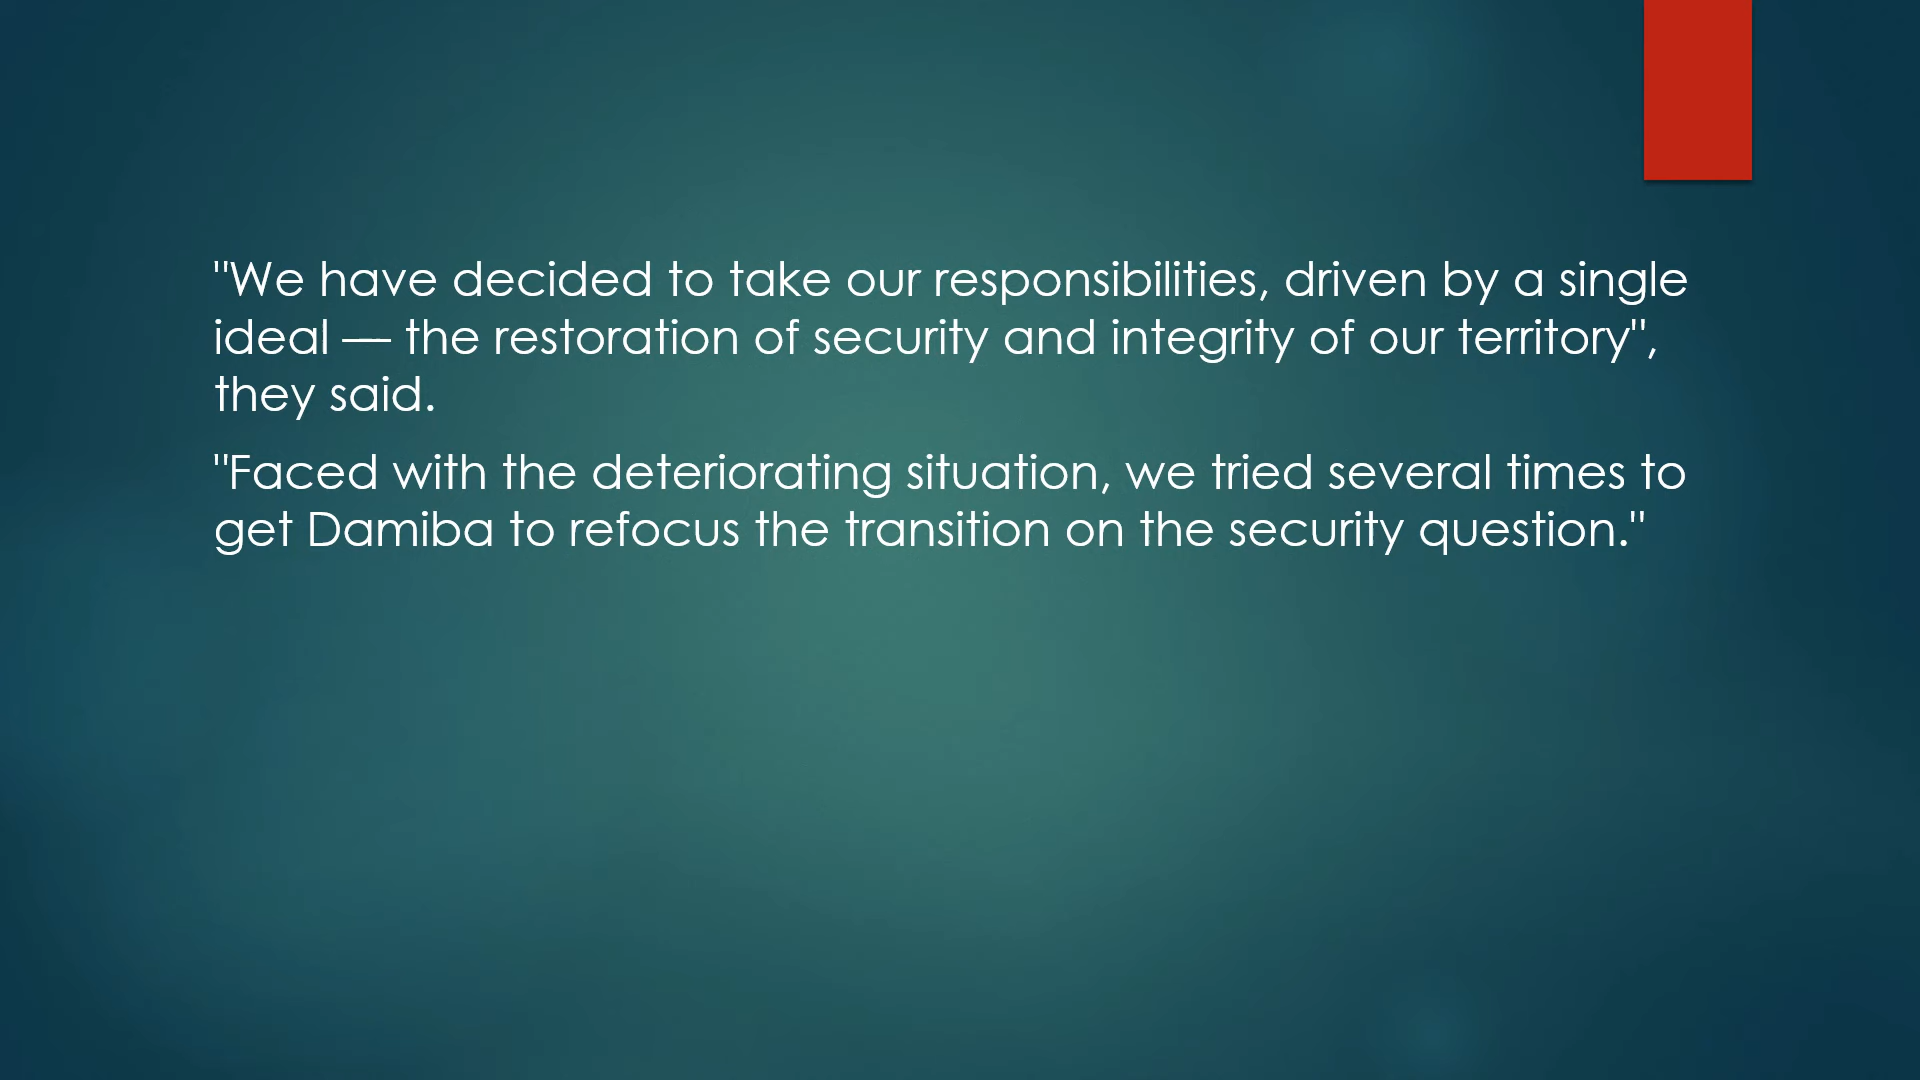 "We have decided to take our responsibilities, driven by a single
ideal — the restoration of security and integrity of our territory",
they said.
"Faced with the deteriorating situation, we tried several times to
get Damiba to refocus the transition on the security question."